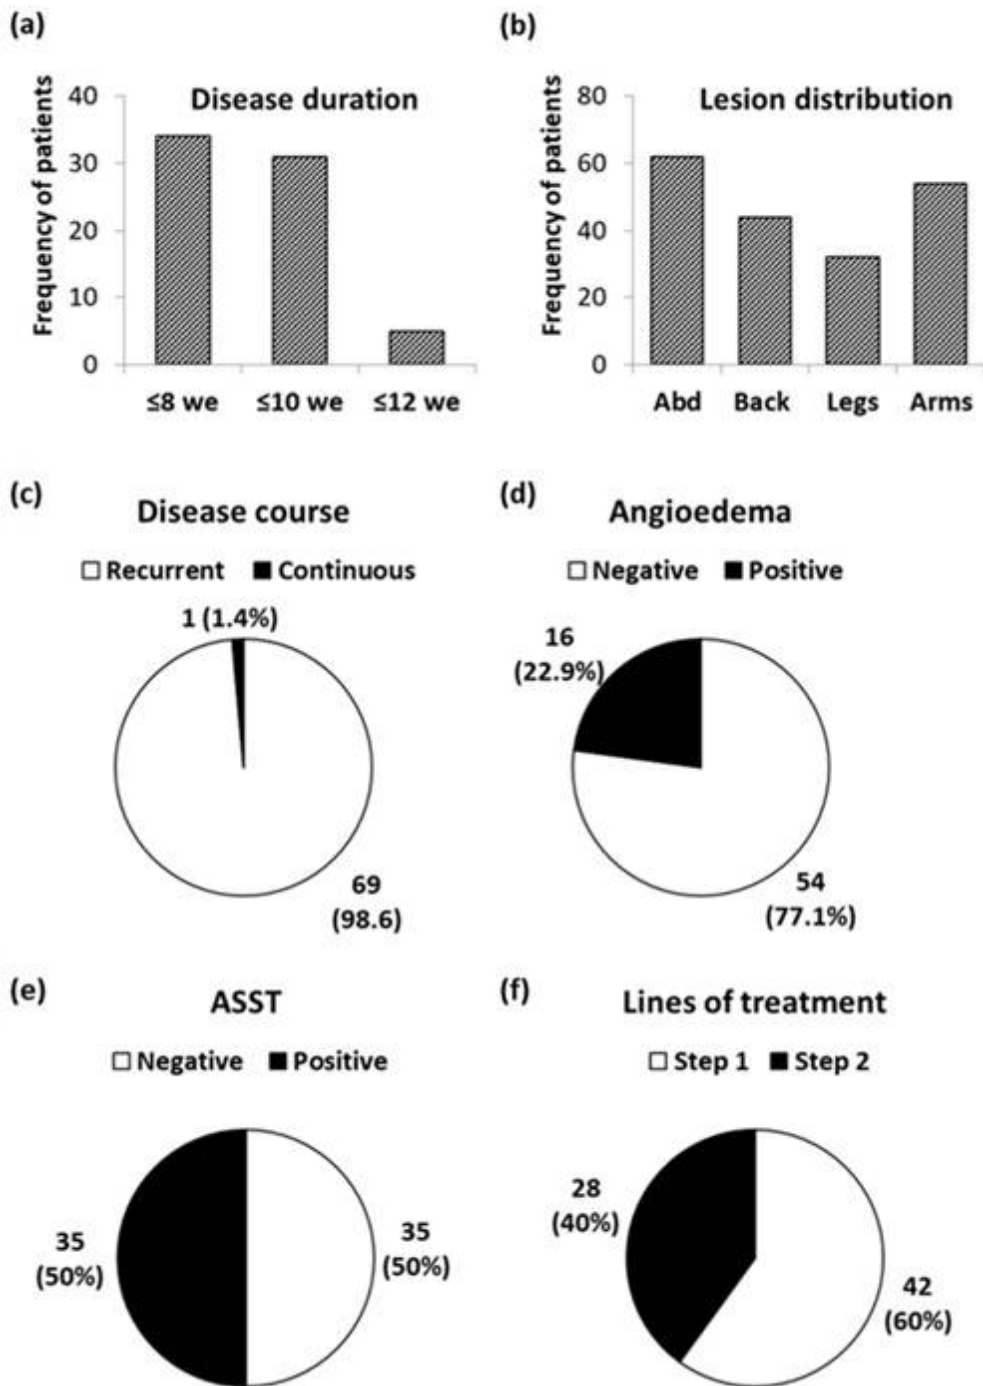 (a)
Disease duration
Frequency of patients
40
30
20
10
0
≤8 we ≤10 we ≤12 we
(b)
Lesion distribution
Frequency of patients
80
60
40
20
0
Abd Back Legs Arms
(c)
Disease course
Recurrent Continuous
1 (1.4%)
69
(98.6)
(d)
Angioedema
Negative Positive
16
(22.9%)
54
(77.1%)
(e)
ASST
Negative Positive
35
(50%)
35
(50%)
(f)
Lines of treatment
Step 1 Step 2
28
(40%)
42
(60%)